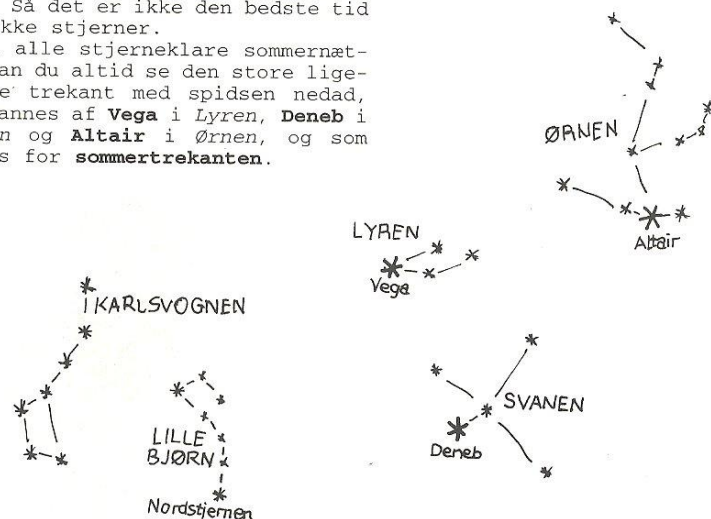 Så det er ikke den bedste tid
kke stjerner.
alle stjerneklare sommernæt-
an du altid se den store lige-
e trekant med spidsen nedad,
annes af Vega i Lyren, Deneb i
n og Altair i Ørnen, og som
s for sommertrekanten.
ØRNEN
Altair
LYREN
Vega
KARLSVOGNEN
SVANEN
Deneb
LILLE
BJØRN
Nordstjernen